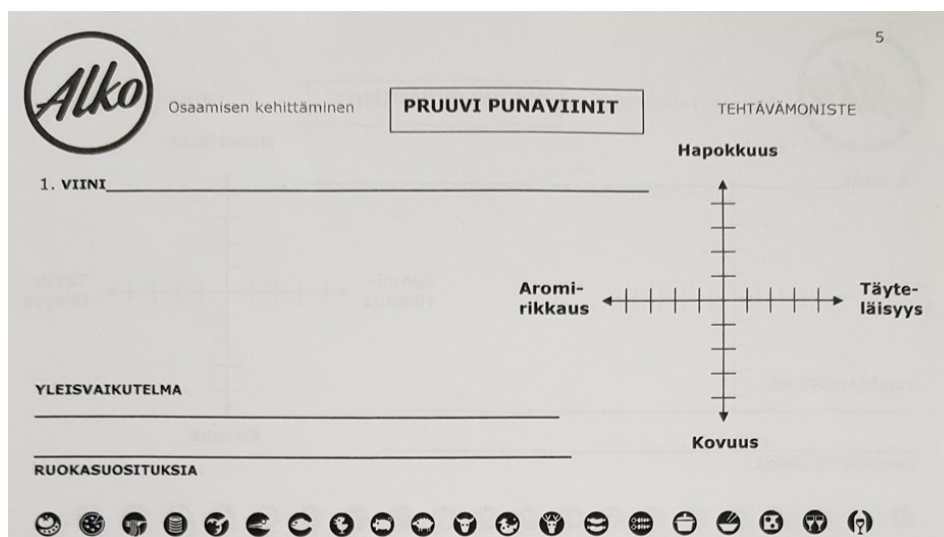 5
Alko
Osaamisen kehittäminen
PRUUVI PUNAVIINIT
TEHTÄVÄMONISTE
Hapokkuus
1. VIINI
Aromi-
rikkaus
Täyte-
läisyys
YLEISVAIKUTELMA
Kovuus
RUOKASUOSITUKSIA